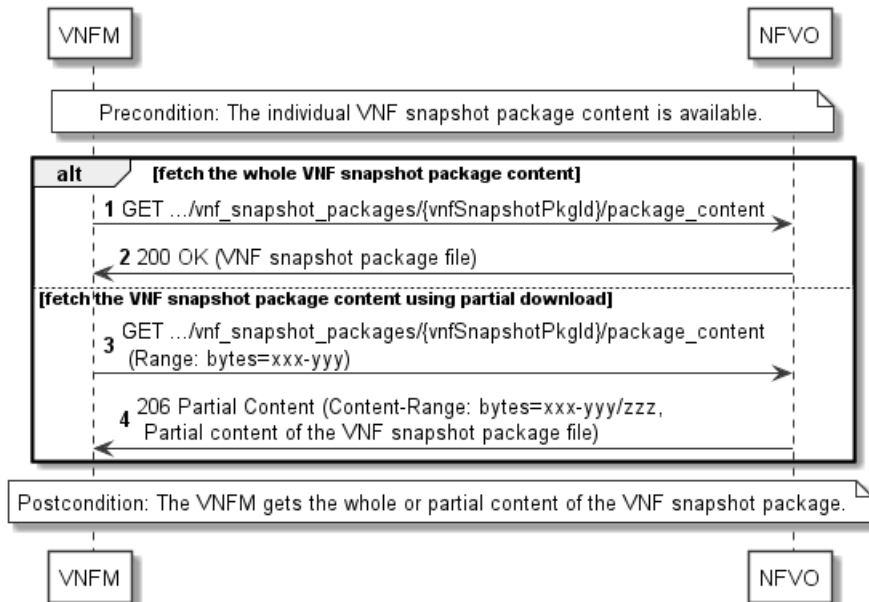 VNFM NFVO
Precondition: The individual VNF snapshot package content is available.
alt [fetch the whole VNF snapshot package content]
1 GET .../vnf_snapshot_packages/{vnfSnapshotPkgId}/package_content
2 200 OK (VNF snapshot package file)
[fetch the VNF snapshot package content using partial download]
3 GET .../vnf_snapshot_packages/{vnfSnapshotPkgId}/package_content
(Range: bytes=xxx-yyy)
4 206 Partial Content (Content-Range: bytes=xxx-yyy/zzz,
Partial content of the VNF snapshot package file)
Postcondition: The VNFM gets the whole or partial content of the VNF snapshot package.
VNFM NFVO